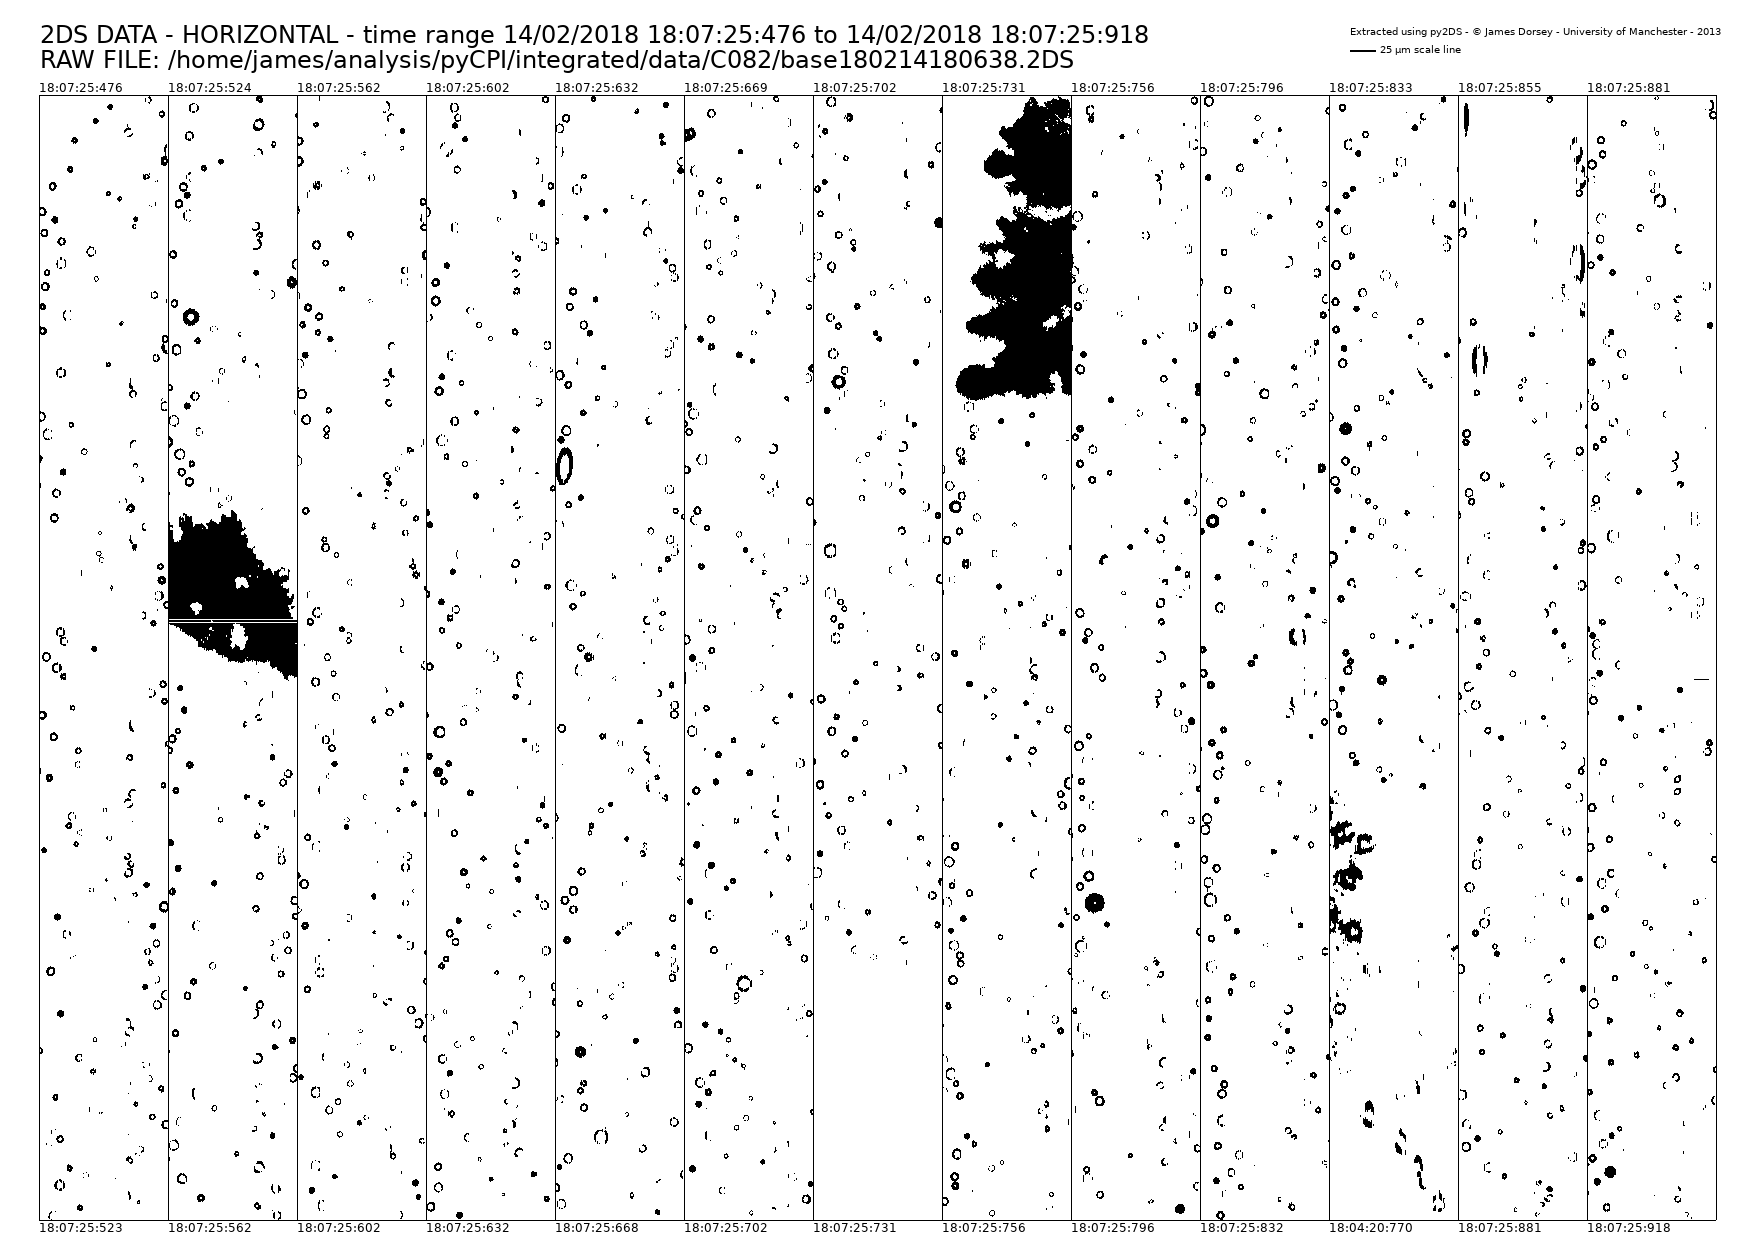 2DS DATA - HORIZONTAL - time range 14/02/2018 18:07:25:476 to 14/02/2018 18:07:25:918
RAW FILE: /home/james/analysis/pyCPI/integrated/data/C082/base180214180638.2DS
Extracted using py2DS - © James Dorsey - University of Manchester - 2013
25 µm scale line
18:07:25:476 18:07:25:524 18:07:25:562 18:07:25:602 18:07:25:632 18:07:25:669 18:07:25:702 18:07:25:731 18:07:25:756 18:07:25:796 18:07:25:833 18:07:25:855 18:07:25:881
18:07:25:523 18:07:25:562 18:07:25:602 18:07:25:632 18:07:25:668 18:07:25:702 18:07:25:731 18:07:25:756 18:07:25:796 18:07:25:832 18:04:20:770 18:07:25:881 18:07:25:918